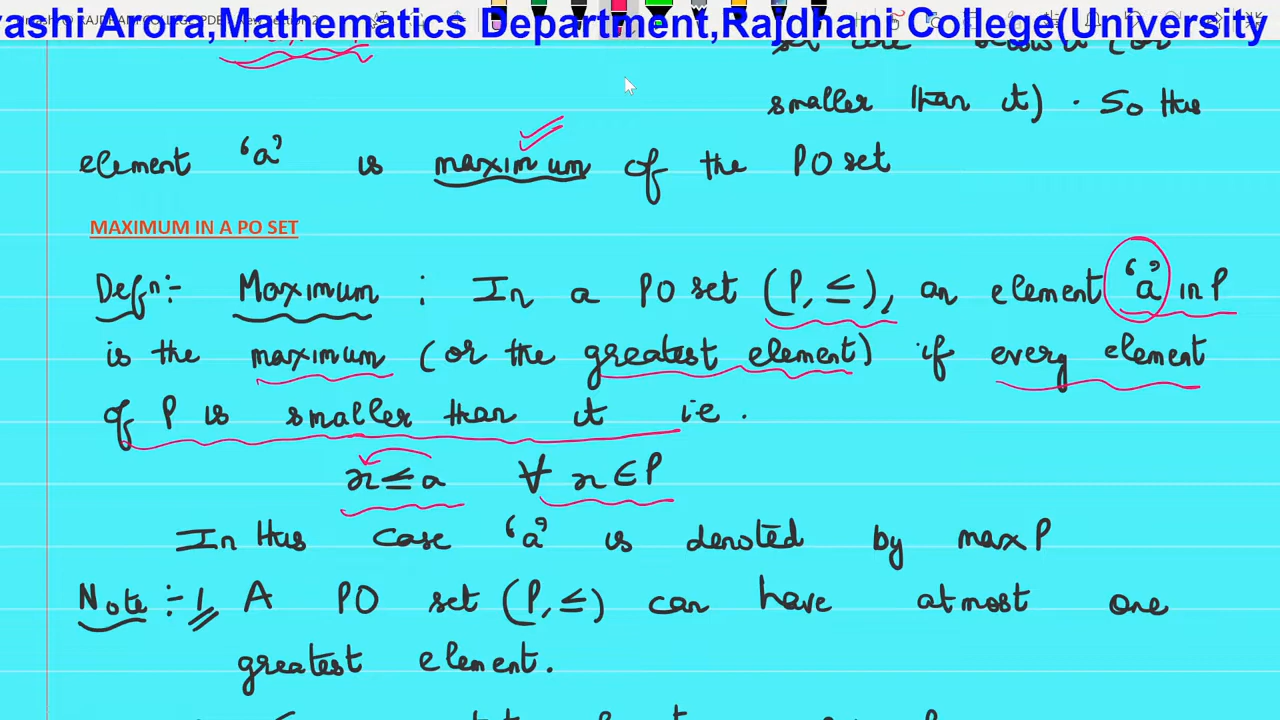 rashi Arora,Mathematics Department,Rajdhani College(University
smaller than it) . So this
element 'a' is maximum of the PO set
MAXIMUM IN A PO SET
Defn:- Maximum : In a PO set (P, ≤), an element 'a' in P
is the maximum (or the greatest element) if every element
of P is smaller than it ie .
x ≤ a ∀ x ∈ P
In this case 'a' is denoted by max P
Note :- 1, A PO set (P, ≤) can have atmost one
greatest element.